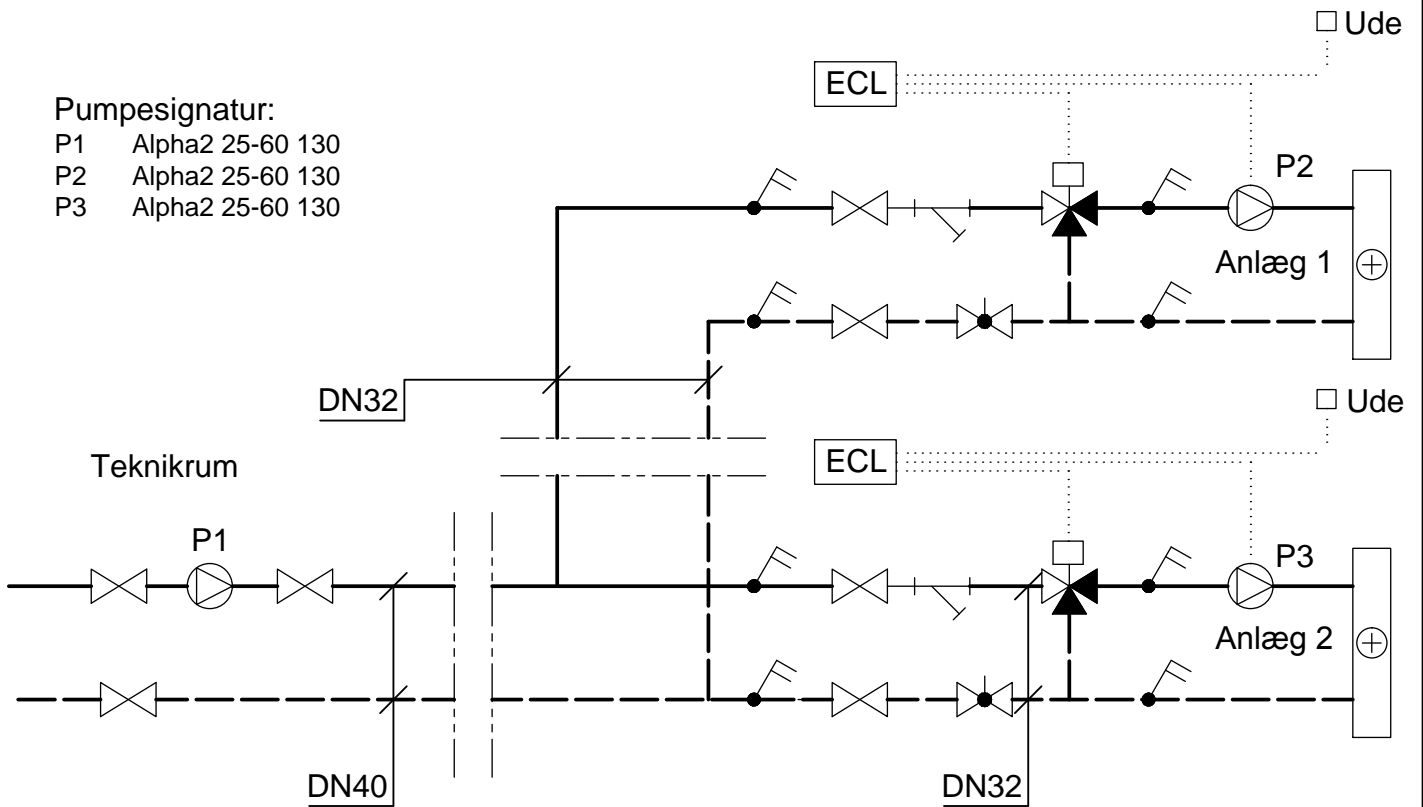 Ude
ECL
Pumpesignatur:
P1 Alpha2 25-60 130
P2 Alpha2 25-60 130
P3 Alpha2 25-60 130
P2
Anlæg 1
DN32
Ude
ECL
Teknikrum
P1
P3
Anlæg 2
DN40
DN32